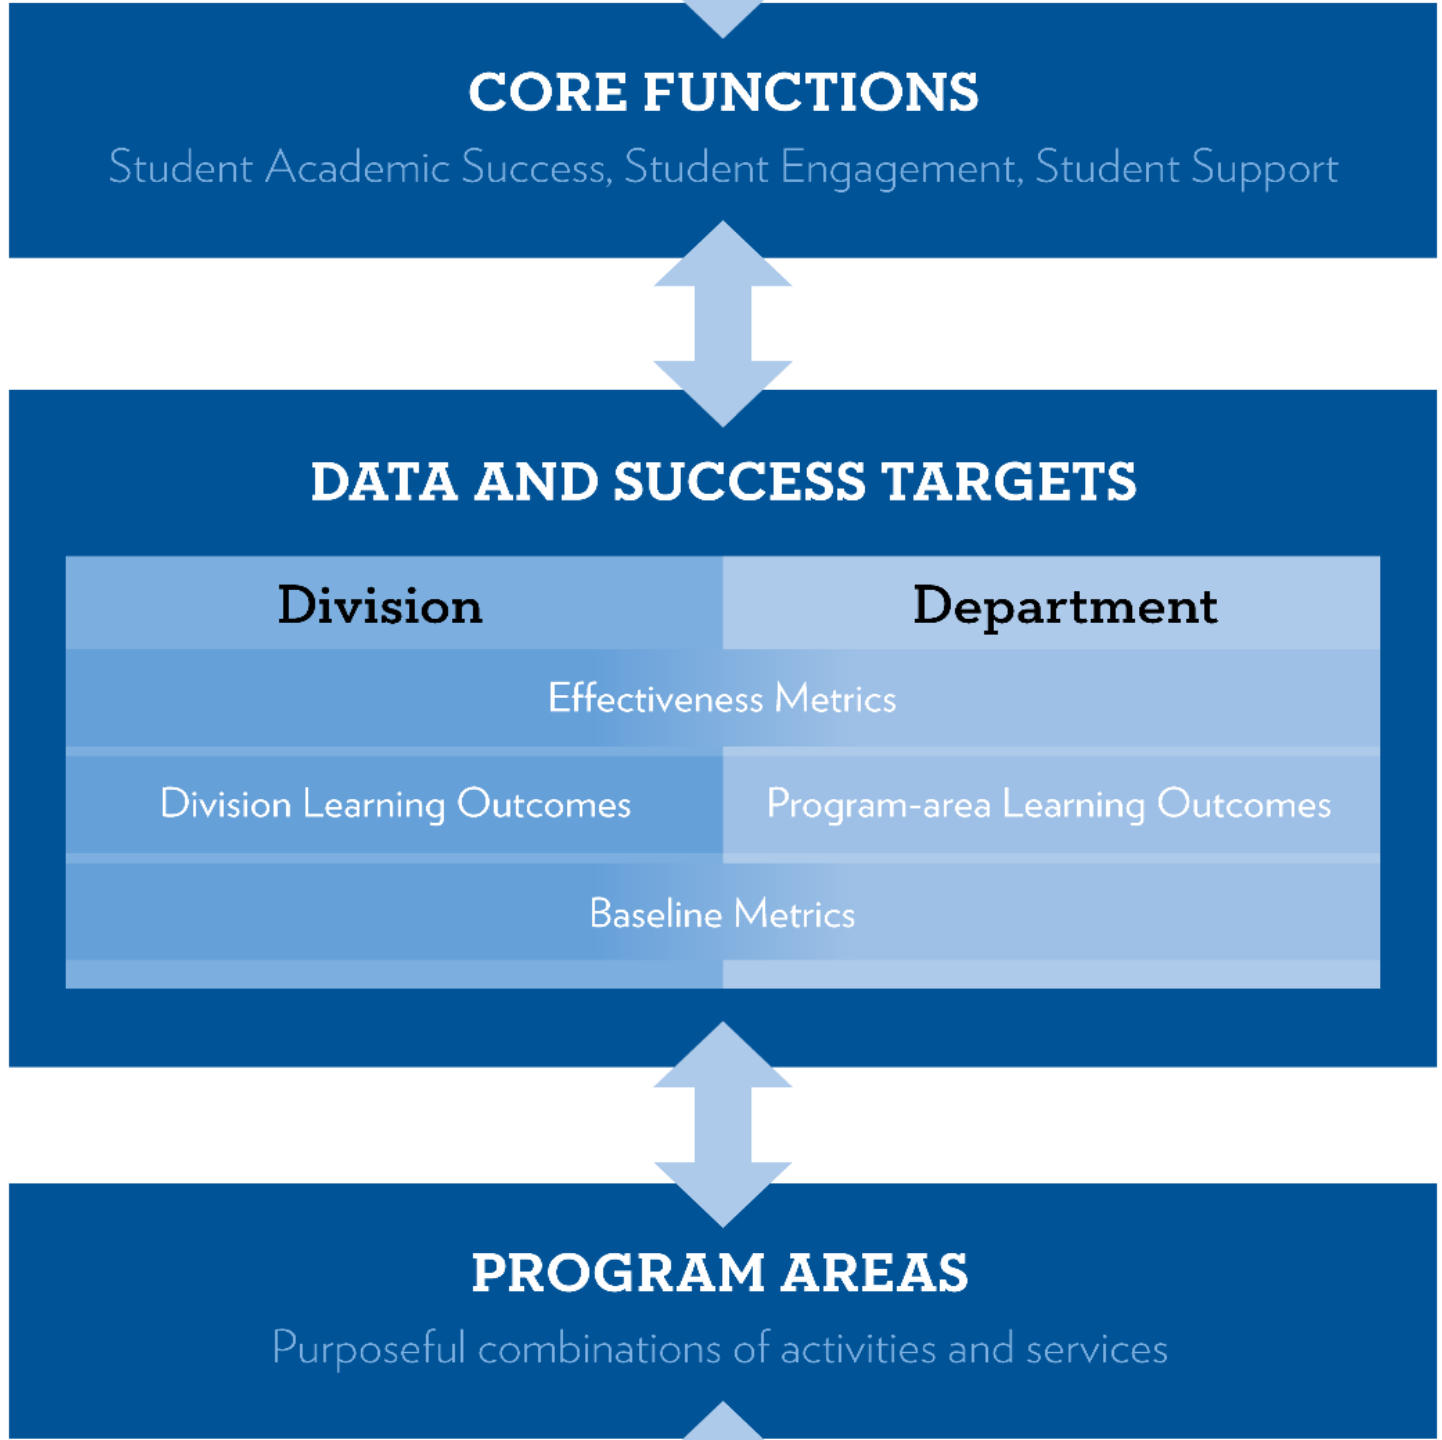 CORE FUNCTIONS
Student Academic Success, Student Engagement, Student Support
DATA AND SUCCESS TARGETS
Division
Department
Effectiveness Metrics
Division Learning Outcomes
Program-area Learning Outcomes
Baseline Metrics
PROGRAM AREAS
Purposeful combinations of activities and services